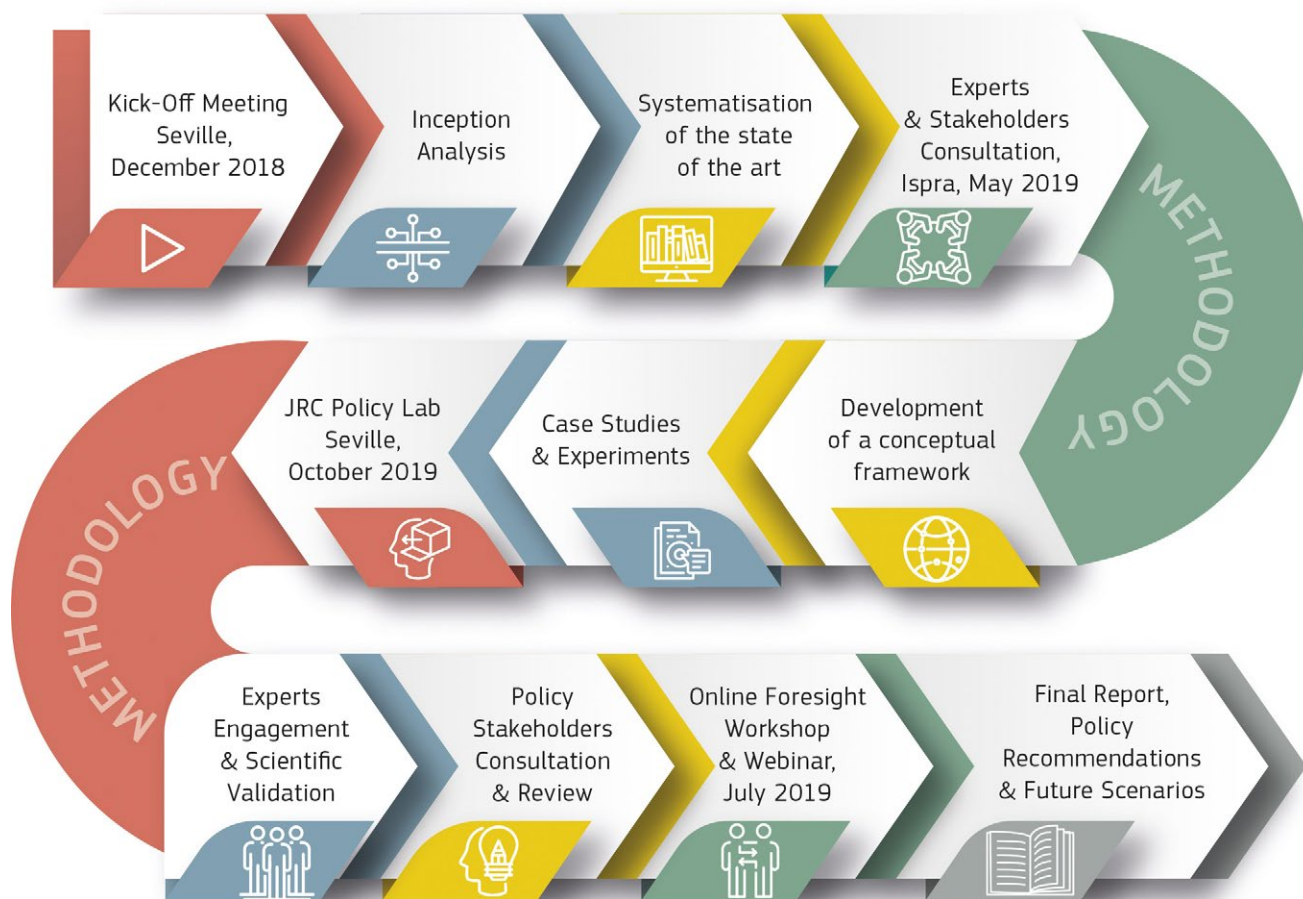 Kick-Off Meeting
Seville,
December 2018
Inception
Analysis
Systematisation
of the state
of the art
Experts
& Stakeholders
Consultation,
Ispra, May 2019
METHODOLOGY
Development
of a conceptual
framework
Case Studies
& Experiments
JRC Policy Lab
Seville,
October 2019
METHODOLOGY
Experts
Engagement
& Scientific
Validation
Policy
Stakeholders
Consultation
& Review
Online Foresight
Workshop
& Webinar,
July 2019
Final Report,
Policy
Recommendations
& Future Scenarios